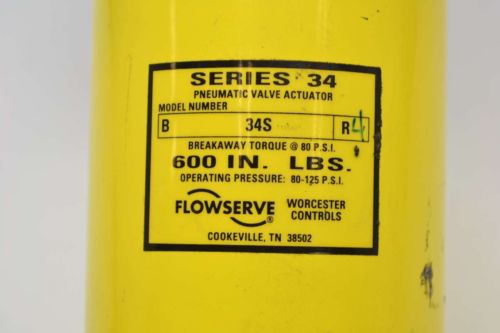 SERIES 34
PNEUMATIC VALVE ACTUATOR
MODEL NUMBER
B 34S R4
BREAKAWAY TORQUE @ 80 P.S.I.
600 IN. LBS.
OPERATING PRESSURE: 80-125 P.S.I.
FLOWSERVE ® WORCESTER
CONTROLS
COOKEVILLE, TN 38502